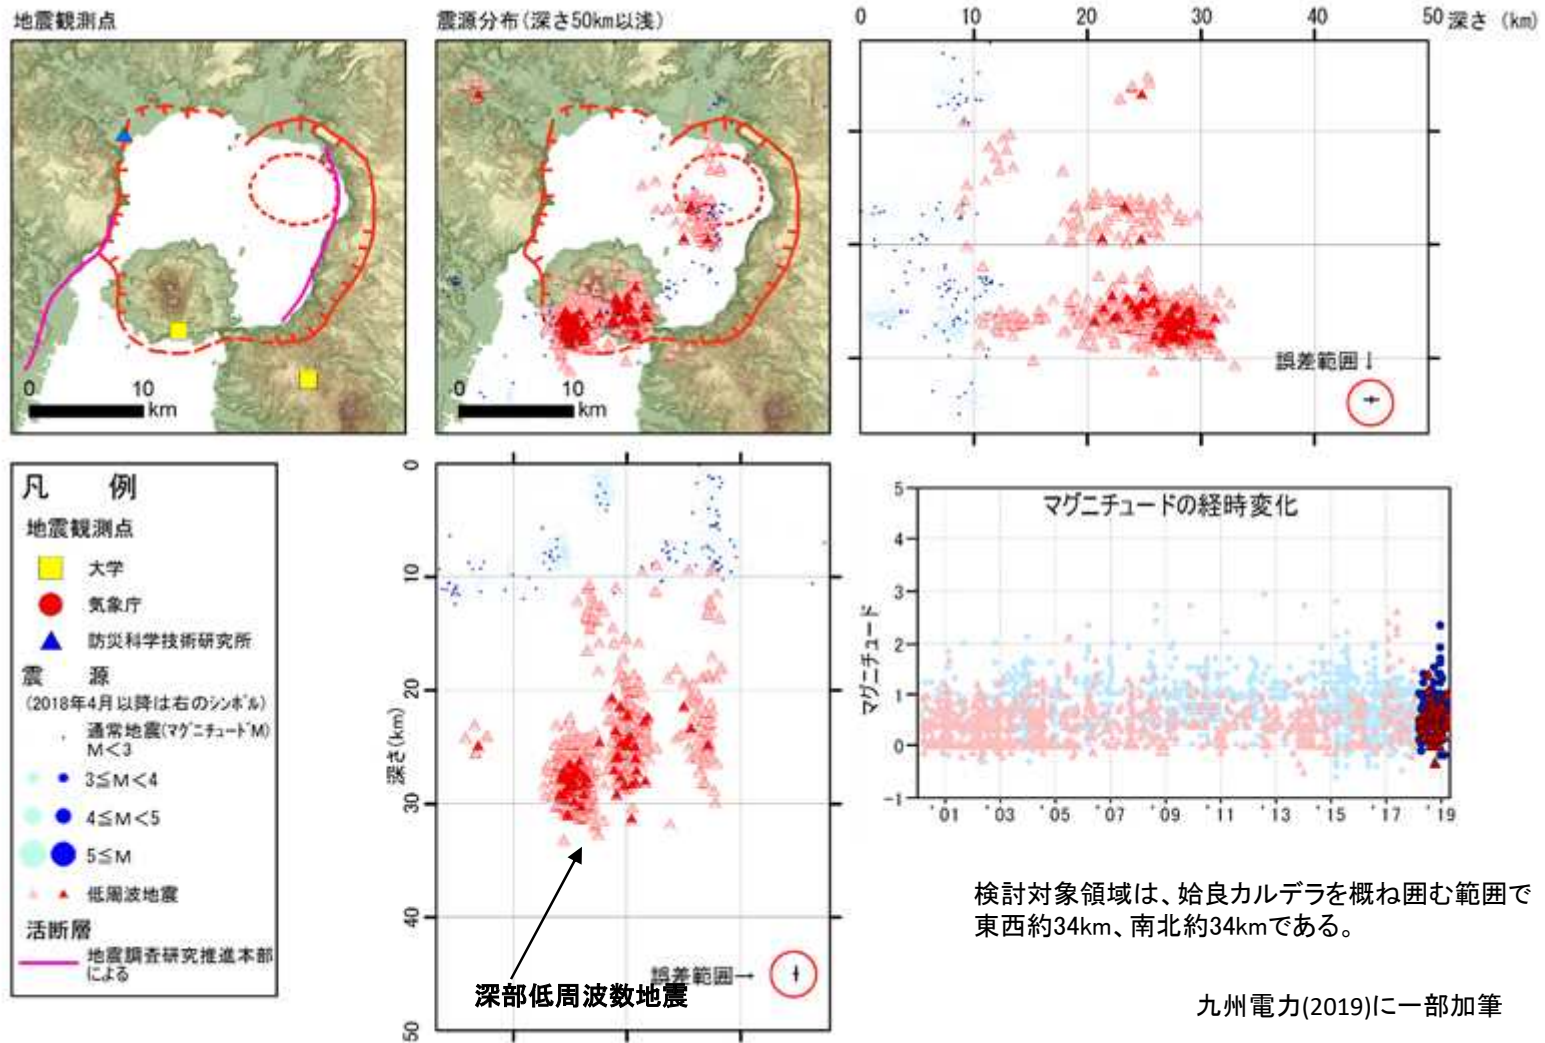 地震観測点
0 10
km
震源分布(深さ50km以浅)
0 10
km
0 10 20 30 40 50 深さ (km)
誤差範囲↓
凡 例
地震観測点
大学
気象庁
防災科学技術研究所
震 源
(2018年4月以降は右のシンボル)
通常地震(マグニチュードM)
M<3
3≦M<4
4≦M<5
5≦M
低周波地震
活断層
地震調査研究推進本部
による
0
10
20
30
40
50
深さ(km)
誤差範囲→
深部低周波数地震
マグニチュードの経時変化
マグニチュード
5
4
3
2
1
0
-1
'01 '03 '05 '07 '09 '11 '13 '15 '17 '19
検討対象領域は、姶良カルデラを概ね囲む範囲で
東西約34km、南北約34kmである。
九州電力(2019)に一部加筆